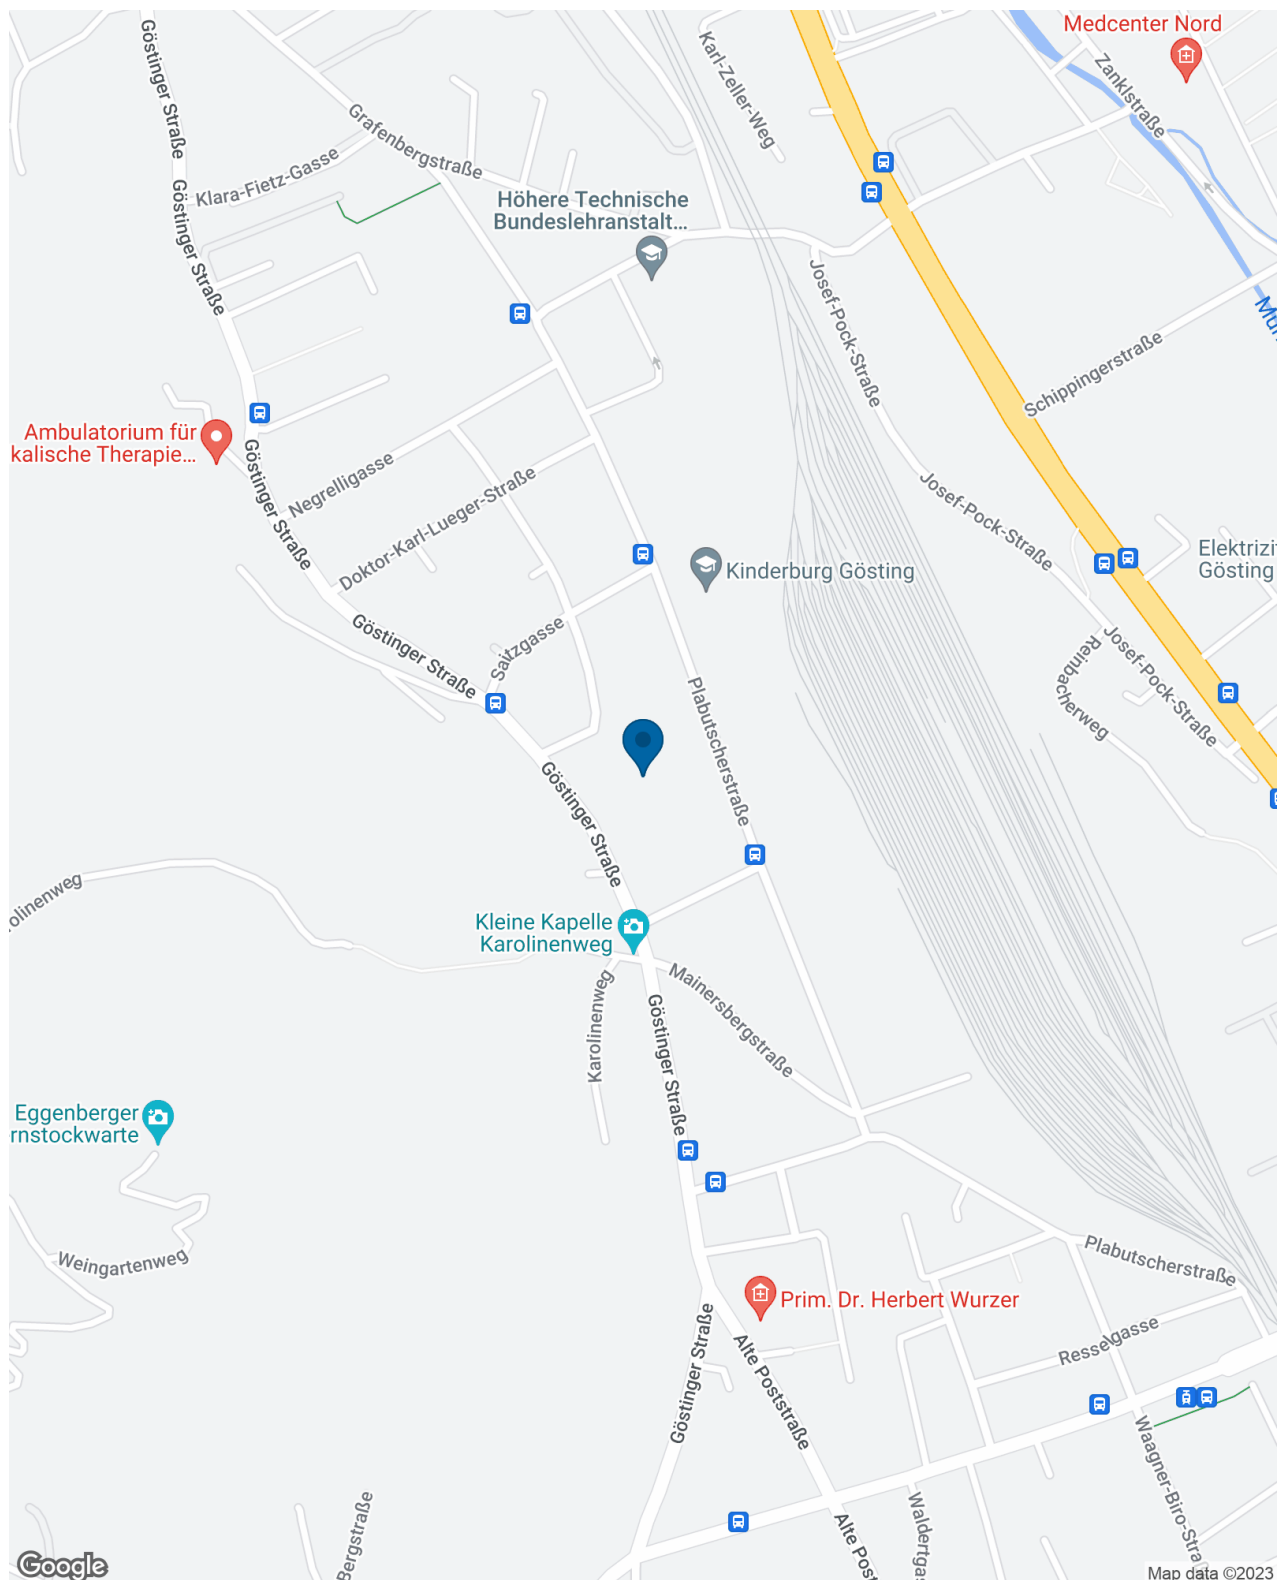 Medcenter Nord
Göstinger Straße
Karl-Zeller-Weg
Zanklstraße
Grafenbergstraße
Klara-Fietz-Gasse
Göstinger Straße
Höhere Technische
Bundeslehranstalt...
Josef-Pock-Straße
Mur
Schippingerstraße
Ambulatorium für
kalische Therapie...
Göstinger Straße
Negrelligasse
Doktor-Karl-Lueger-Straße
Josef-Pock-Straße
Elektrizi
Gösting
Kinderburg Gösting
Göstinger Straße
Saitzgasse
Reinbacherweg
Josef-Pock-Straße
Plabutscherstraße
Göstinger Straße
olinenweg
Kleine Kapelle
Karolinenweg
Karolinenweg
Mainersbergstraße
Göstinger Straße
Eggenberger
rnstockwarte
Weingartenweg
Plabutscherstraße
Prim. Dr. Herbert Wurzer
Göstinger Straße
Alte Poststraße
Resselgasse
Waagner-Biro-Straß
Bergstraße
Waldertgas
Alte Post
Google
Map data ©2023